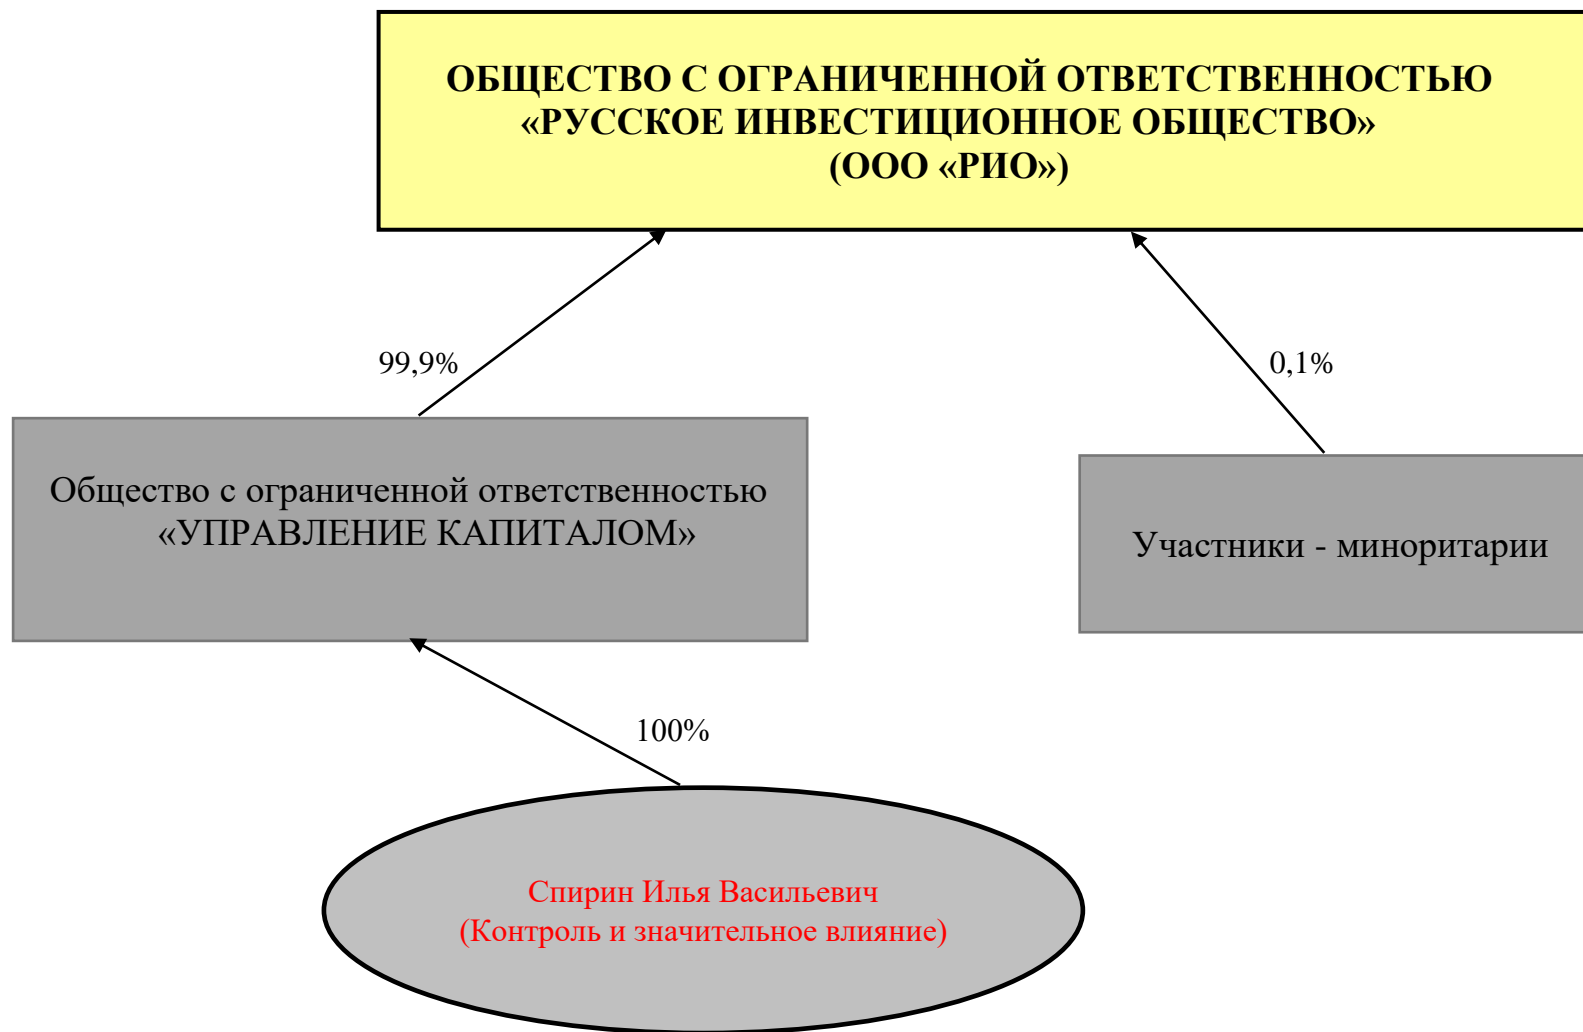 ОБЩЕСТВО С ОГРАНИЧЕННОЙ ОТВЕТСТВЕННОСТЬЮ
«РУССКОЕ ИНВЕСТИЦИОННОЕ ОБЩЕСТВО»
(ООО «РИО»)
99,9%
0,1%
Общество с ограниченной ответственностью
«УПРАВЛЕНИЕ КАПИТАЛОМ»
Участники - миноритарии
100%
Спирин Илья Васильевич
(Контроль и значительное влияние)